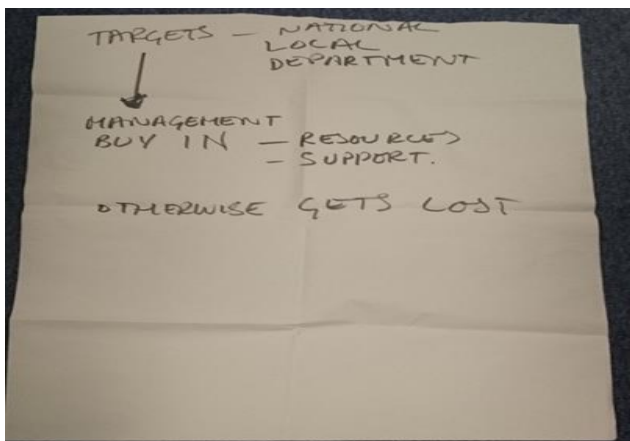 TARGETS – NATIONAL
LOCAL
DEPARTMENT
MANAGEMENT
BUY IN – RESOURCES
– SUPPORT.
OTHERWISE GETS LOST